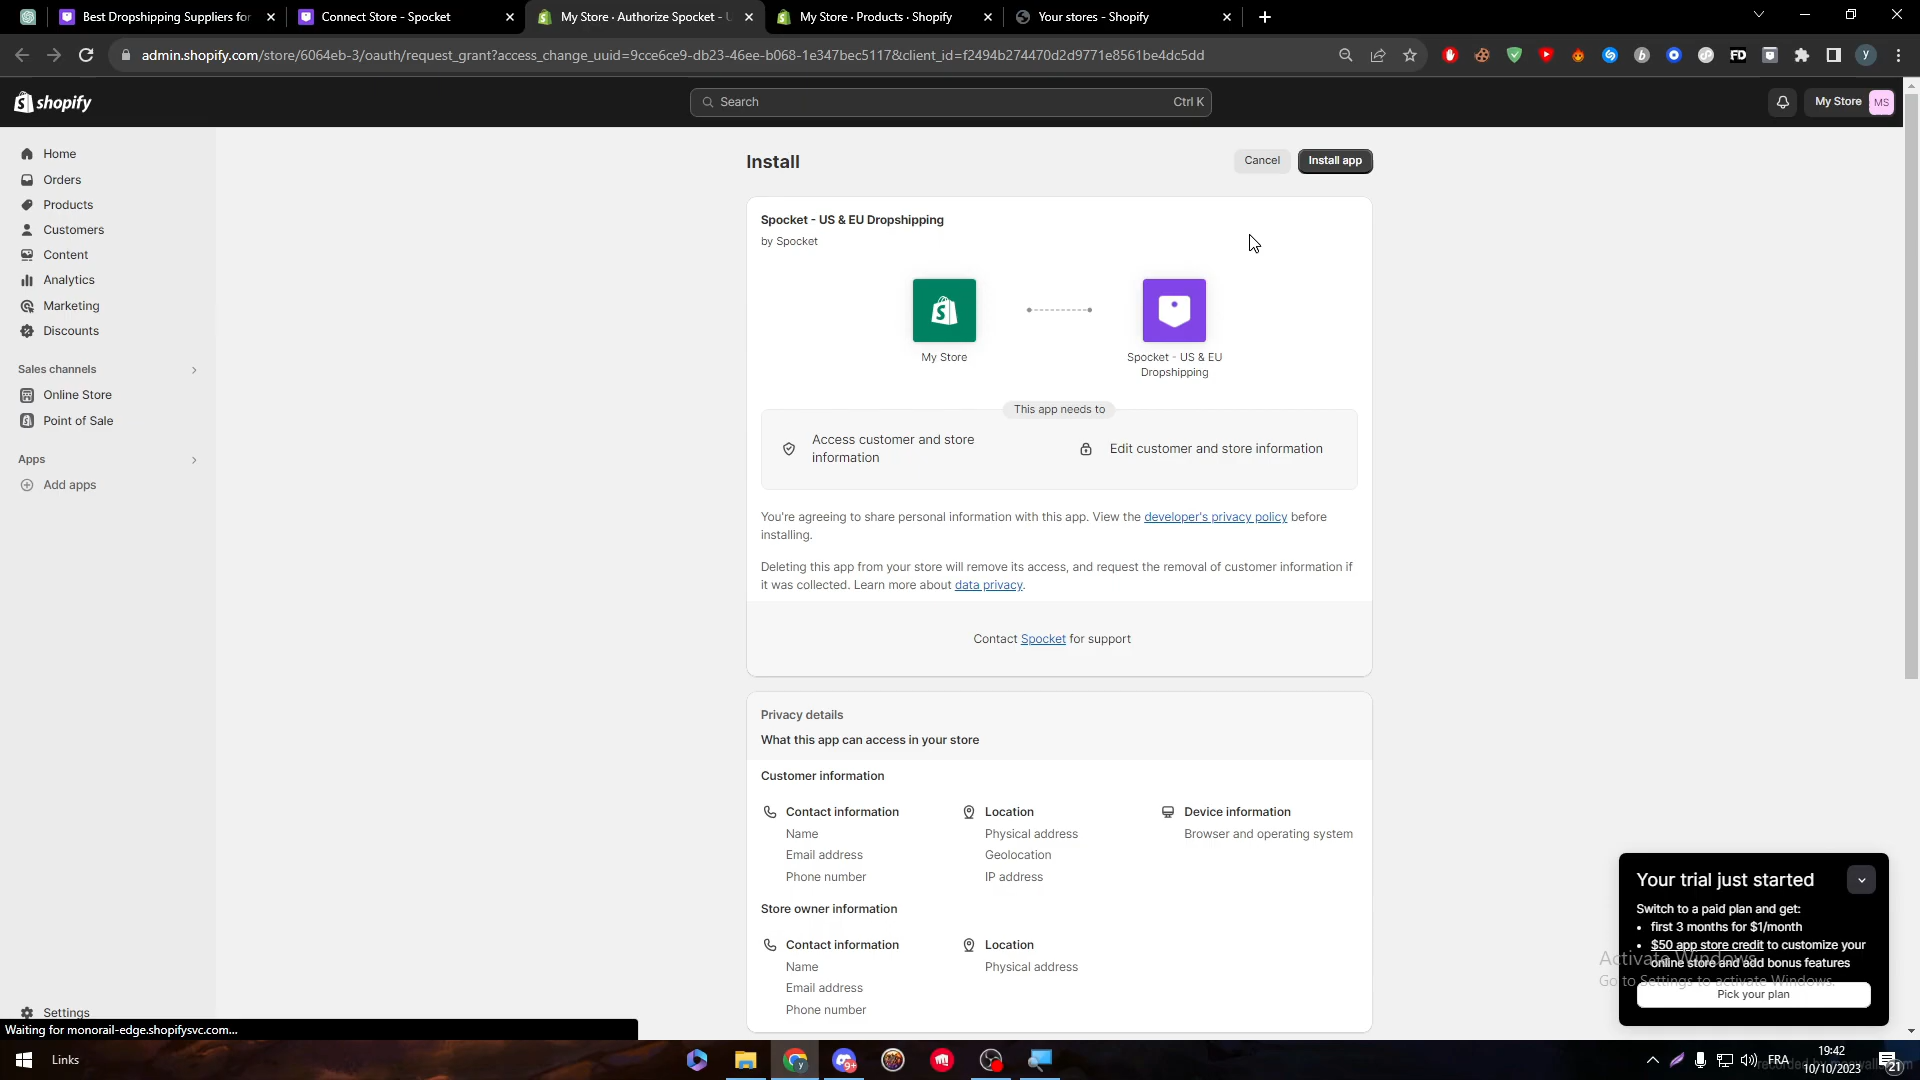 Best Dropshipping Suppliers for
Connect Store - Spocket
My Store · Authorize Spocket -
My Store · Products · Shopify
Your stores - Shopify
admin.shopify.com/store/6064eb-3/oauth/request_grant?access_change_uuid=9cce6ce9-db23-46ee-b068-1e347bec5117&client_id=f2494b274470d2d9771e8561be4dc5dd
shopify
Search
Ctrl K
My Store
MS
Home
Orders
Products
Customers
Content
Analytics
Marketing
Discounts
Sales channels
Online Store
Point of Sale
Apps
Add apps
Settings
Install
Cancel
Install app
Spocket - US & EU Dropshipping
by Spocket
My Store
Spocket - US & EU
Dropshipping
This app needs to
Access customer and store
information
Edit customer and store information
You're agreeing to share personal information with this app. View the developer's privacy policy before
installing.
Deleting this app from your store will remove its access, and request the removal of customer information if
it was collected. Learn more about data privacy.
Contact Spocket for support
Privacy details
What this app can access in your store
Customer information
Contact information
Name
Email address
Phone number
Location
Physical address
Geolocation
IP address
Device information
Browser and operating system
Store owner information
Contact information
Name
Email address
Phone number
Location
Physical address
Your trial just started
Switch to a paid plan and get:
first 3 months for $1/month
$50 app store credit to customize your
online store and add bonus features
Pick your plan
Activate Windows
Go to Settings to activate Windows.
Waiting for monorail-edge.shopifysvc.com...
Links
FRA
19:42
10/10/2023
21